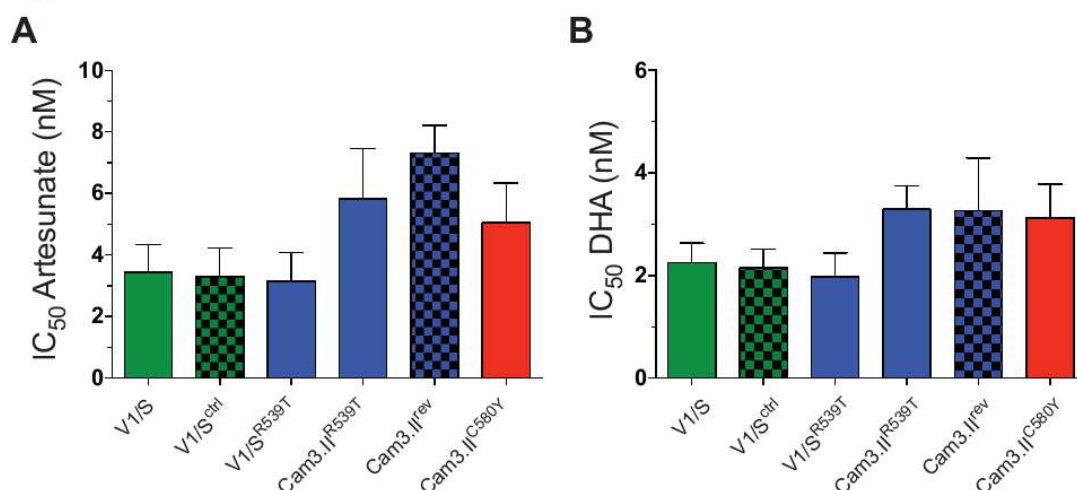 A
IC50 Artesunate (nM)
10
8
6
4
2
0
V1/S
V1/Sctrl
V1/SR539T
Cam3.IIR539T
Cam3.IIrev
Cam3.IIC580Y
B
IC50 DHA (nM)
6
4
2
0
V1/S
V1/Sctrl
V1/SR539T
Cam3.IIR539T
Cam3.IIrev
Cam3.IIC580Y